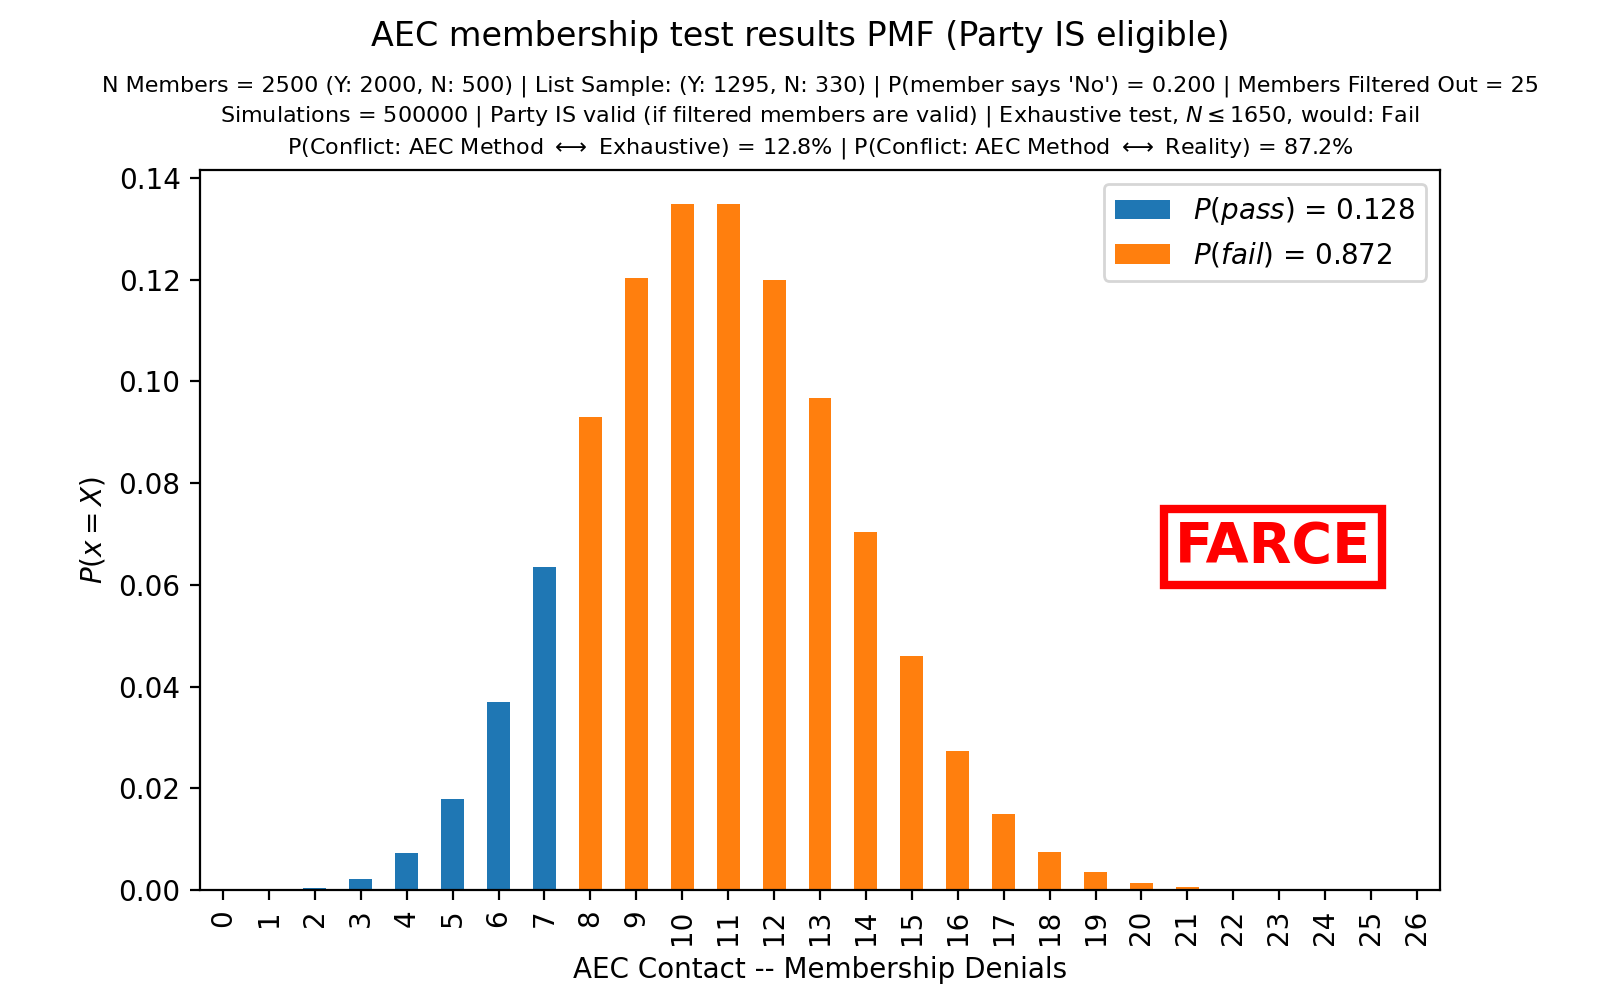 AEC membership test results PMF (Party IS eligible)
N Members = 2500 (Y: 2000, N: 500) | List Sample: (Y: 1295, N: 330) | P(member says 'No') = 0.200 | Members Filtered Out = 25
Simulations = 500000 | Party IS valid (if filtered members are valid) | Exhaustive test, N ≤ 1650, would: Fail
P(Conflict: AEC Method ⟷ Exhaustive) = 12.8% | P(Conflict: AEC Method ⟷ Reality) = 87.2%
P(pass) = 0.128
P(fail) = 0.872
FARCE
P(x = X)
0.14
0.12
0.10
0.08
0.06
0.04
0.02
0.00
0 1 2 3 4 5 6 7 8 9 10 11 12 13 14 15 16 17 18 19 20 21 22 23 24 25 26
AEC Contact -- Membership Denials